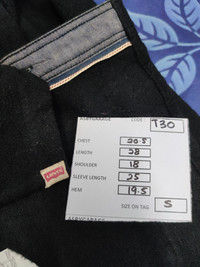 CODE: T30
CHEST 20.5
LENGTH 28
SHOULDER 18
SLEEVE LENGTH 25
HEM 19.5
SIZE ON TAG S
Levi's